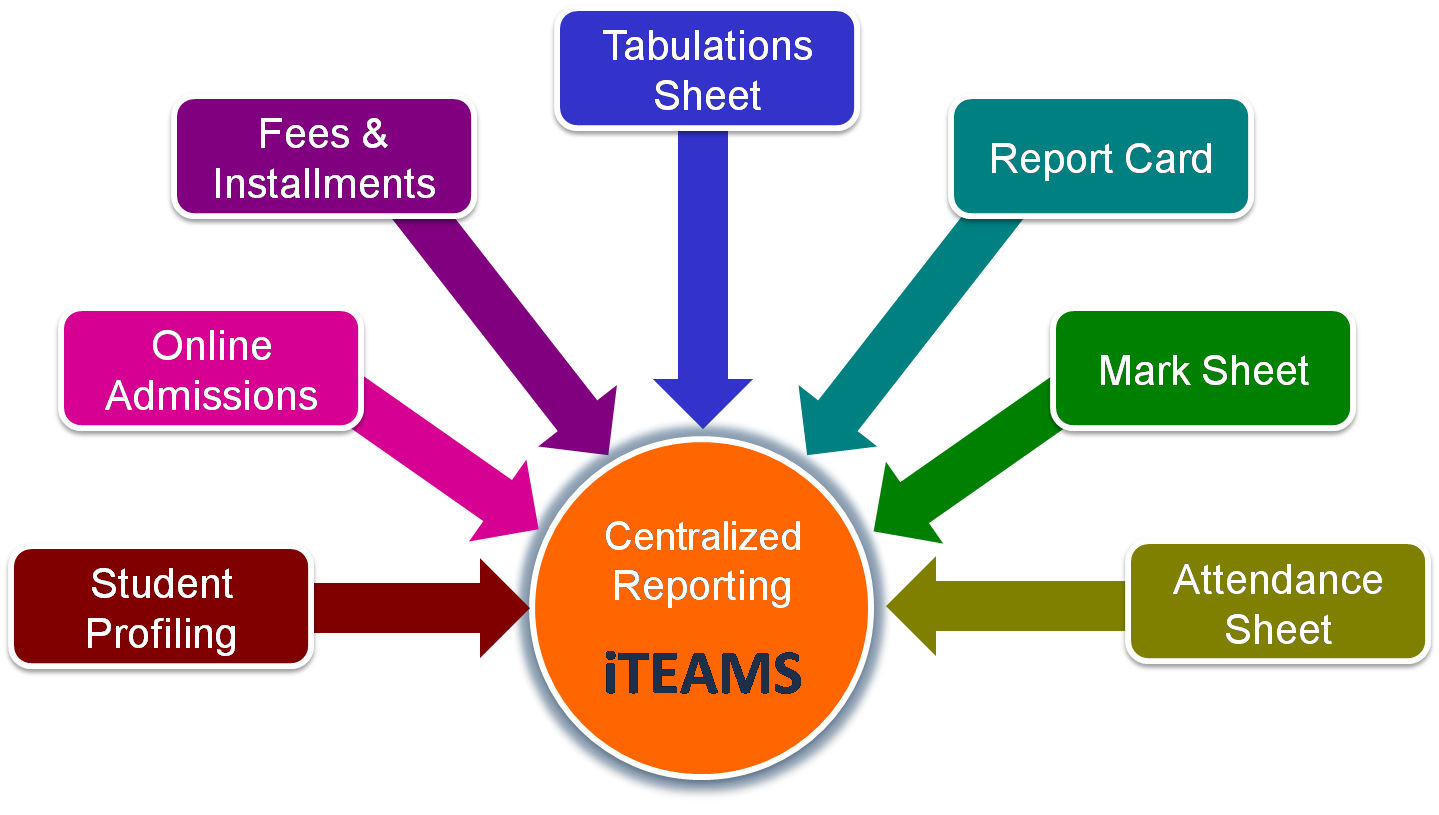 Tabulations
Sheet
Fees &
Installments
Report Card
Online
Admissions
Mark Sheet
Student
Profiling
Centralized
Reporting
iTEAMS
Attendance
Sheet